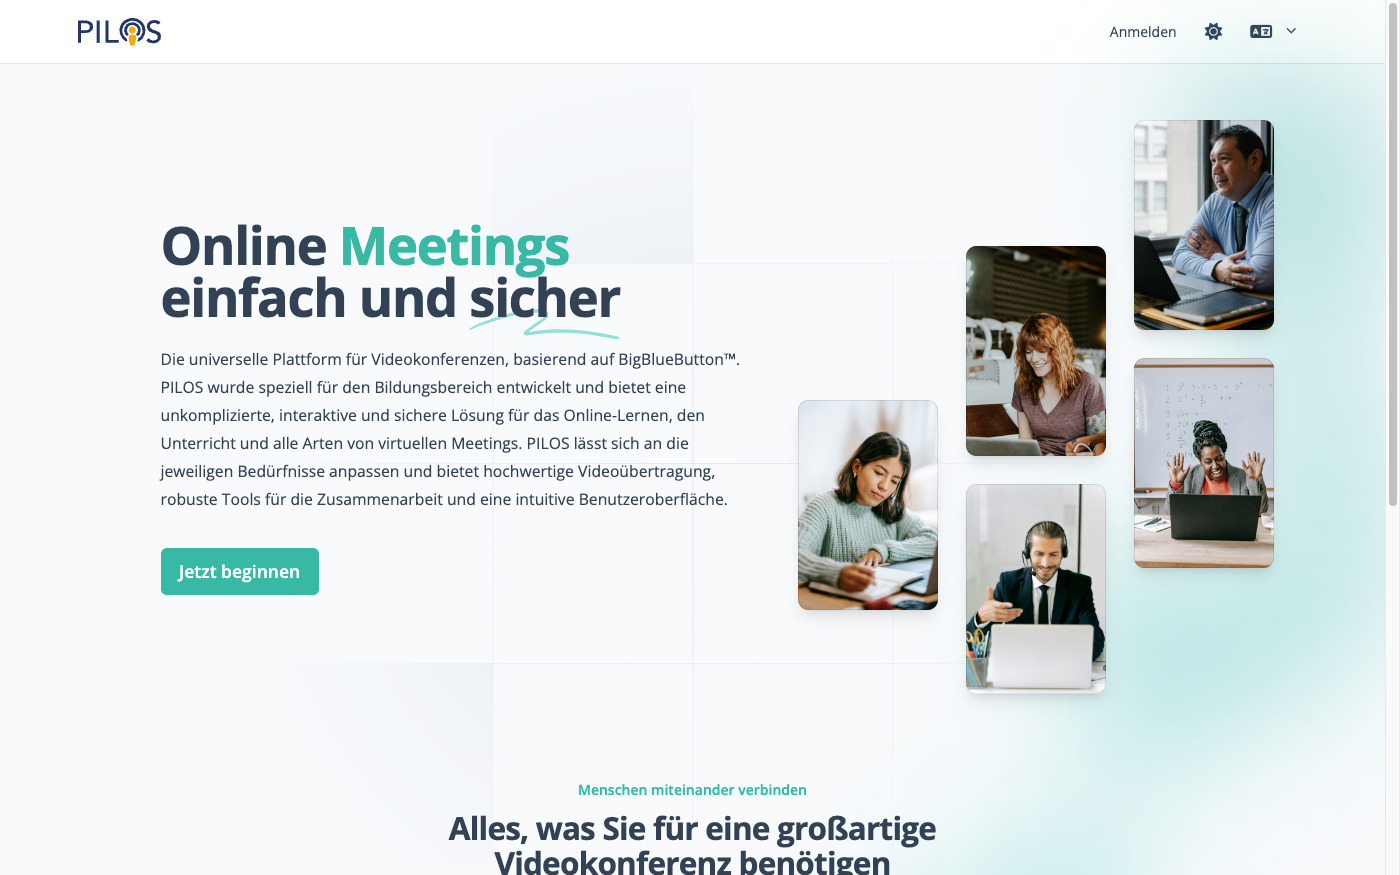 PILOS
Anmelden
Online Meetings
einfach und sicher
Die universelle Plattform für Videokonferenzen, basierend auf BigBlueButton™.
PILOS wurde speziell für den Bildungsbereich entwickelt und bietet eine
unkomplizierte, interaktive und sichere Lösung für das Online-Lernen, den
Unterricht und alle Arten von virtuellen Meetings. PILOS lässt sich an die
jeweiligen Bedürfnisse anpassen und bietet hochwertige Videoübertragung,
robuste Tools für die Zusammenarbeit und eine intuitive Benutzeroberfläche.
Jetzt beginnen
Menschen miteinander verbinden
Alles, was Sie für eine großartige
Videokonferenz benötigen